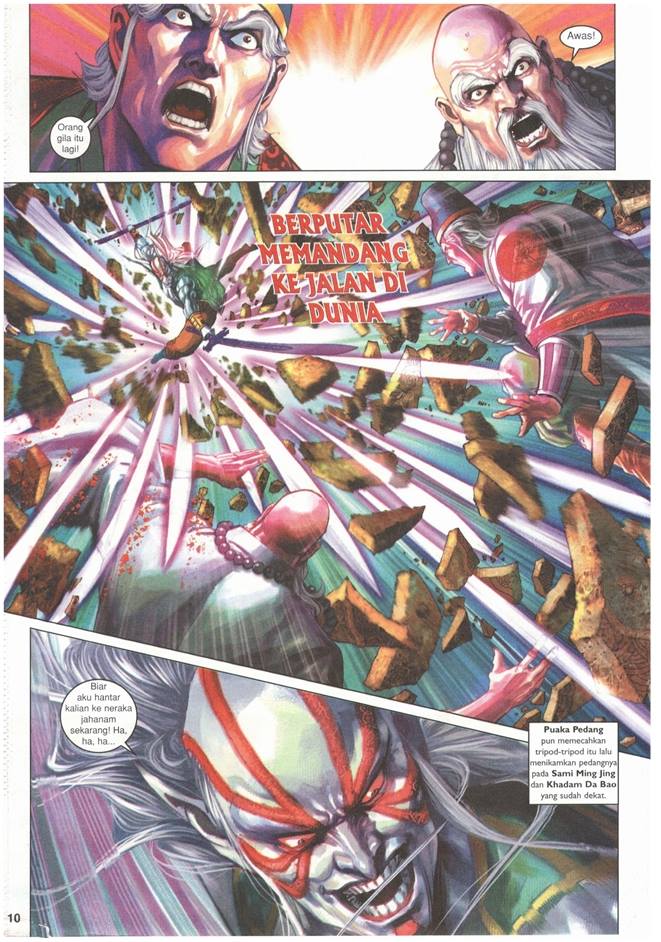 Orang
gila itu
lagi!
Awas!
BERPUTAR
MEMANDANG
KE JALAN DI
DUNIA
Biar
aku hantar
kalian ke neraka
jahanam
sekarang! Ha,
ha, ha...
Puaka Pedang
pun memecahkan
tripod-tripod itu lalu
menikamkan pedangnya
pada Sami Ming Jing
dan Khadam Da Bao
yang sudah dekat.
10